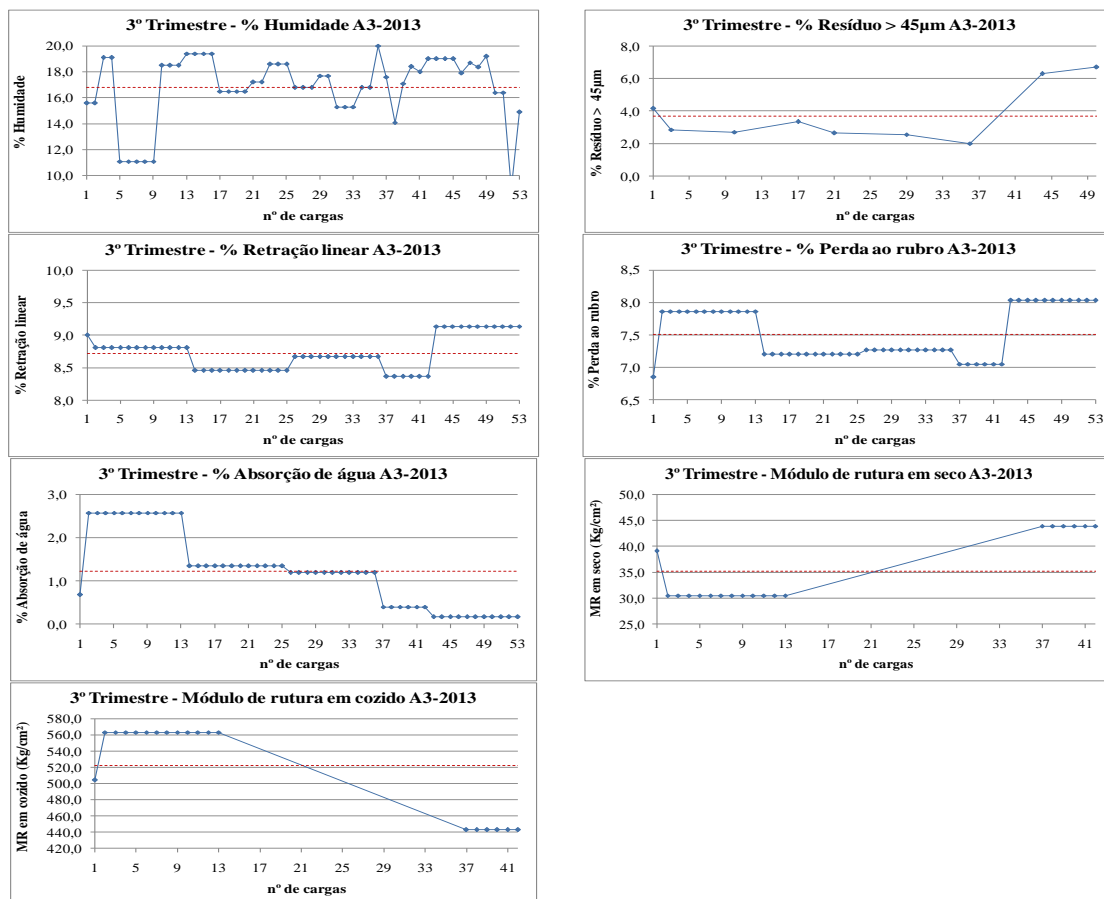 3º Trimestre - % Humidade A3-2013
% Humidade
20,0
18,0
16,0
14,0
12,0
10,0
1 5 9 13 17 21 25 29 33 37 41 45 49 53
nº de cargas
3º Trimestre - % Resíduo > 45µm A3-2013
% Resíduo > 45µm
8,0
6,0
4,0
2,0
0,0
1 5 9 13 17 21 25 29 33 37 41 45 49
nº de cargas
3º Trimestre - % Retração linear A3-2013
% Retração linear
10,0
9,5
9,0
8,5
8,0
1 5 9 13 17 21 25 29 33 37 41 45 49 53
nº de cargas
3º Trimestre - % Perda ao rubro A3-2013
% Perda ao rubro
8,5
8,0
7,5
7,0
6,5
1 5 9 13 17 21 25 29 33 37 41 45 49 53
nº de cargas
3º Trimestre - % Absorção de água A3-2013
% Absorção de água
3,0
2,0
1,0
0,0
1 5 9 13 17 21 25 29 33 37 41 45 49 53
nº de cargas
3º Trimestre - Módulo de rutura em seco A3-2013
MR em seco (Kg/cm²)
50,0
45,0
40,0
35,0
30,0
25,0
1 5 9 13 17 21 25 29 33 37 41
nº de cargas
3º Trimestre - Módulo de rutura em cozido A3-2013
MR em cozido (Kg/cm²)
580,0
560,0
540,0
520,0
500,0
480,0
460,0
440,0
420,0
1 5 9 13 17 21 25 29 33 37 41
nº de cargas